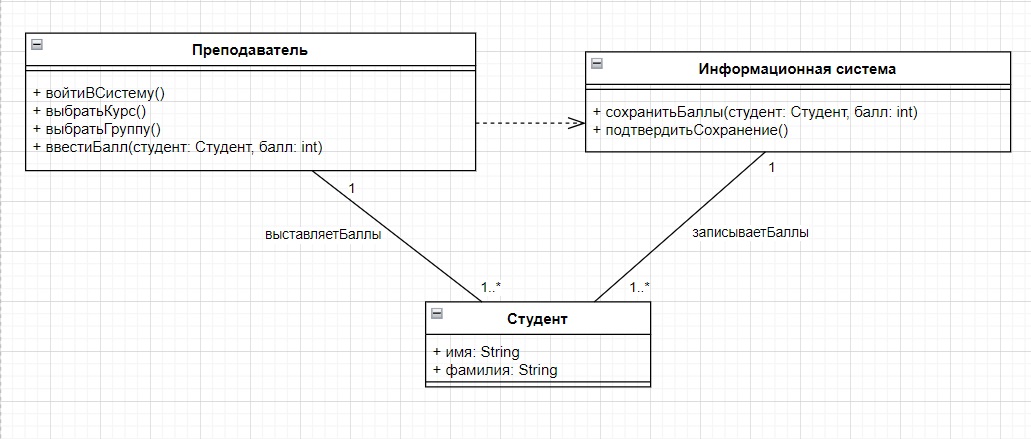 Преподаватель
+ войтиВСистему()
+ выбратьКурс()
+ выбратьГруппу()
+ ввестиБалл(студент: Студент, балл: int)
Информационная система
+ сохранитьБаллы(студент: Студент, балл: int)
+ подтвердитьСохранение()
1
1
выставляетБаллы
записываетБаллы
1..*
1..*
Студент
+ имя: String
+ фамилия: String